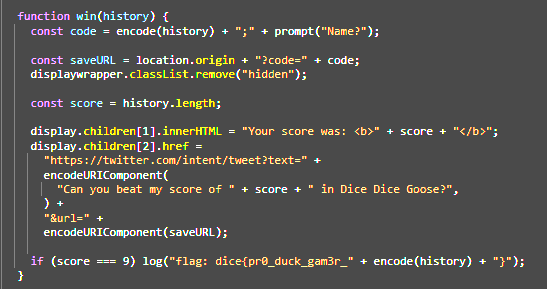 function win(history) {
const code = encode(history) + ";" + prompt("Name?");
const saveURL = location.origin + "?code=" + code;
displaywrapper.classList.remove("hidden");
const score = history.length;
display.children[1].innerHTML = "Your score was: <b>" + score + "</b>";
display.children[2].href =
"https://twitter.com/intent/tweet?text=" +
encodeURIComponent(
"Can you beat my score of " + score + " in Dice Dice Goose?",
) +
"&url=" +
encodeURIComponent(saveURL);
if (score === 9) log("flag: dice{pr0_duck_gam3r_" + encode(history) + "}");
}